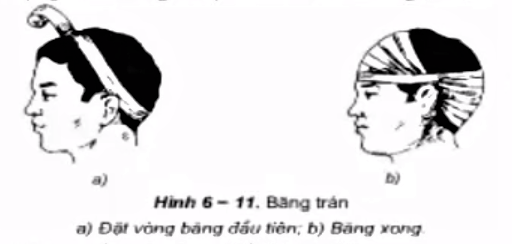 a)
b)
Hình 6 – 11. Băng trán
a) Đặt vòng băng đầu tiên; b) Băng xong.